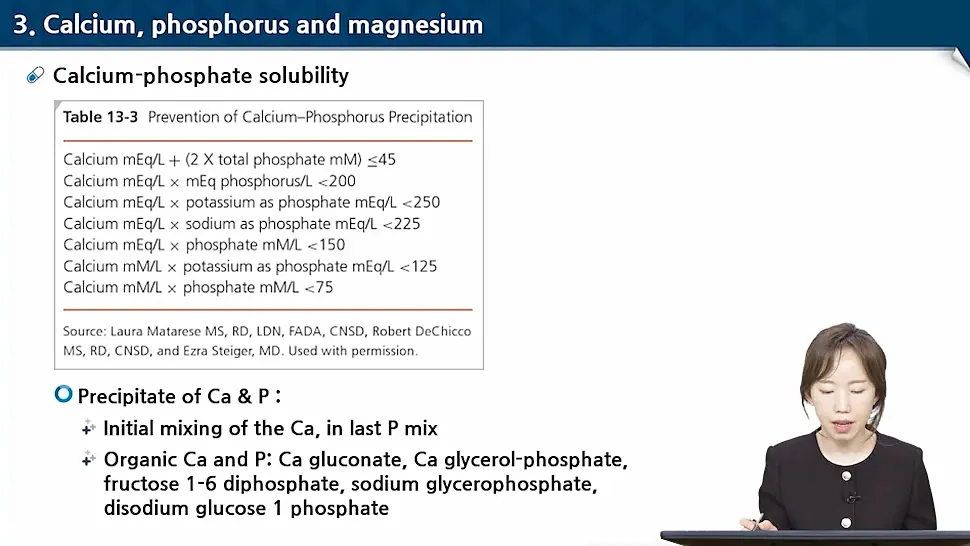 3. Calcium, phosphorus and magnesium
Calcium-phosphate solubility
Table 13-3 Prevention of Calcium–Phosphorus Precipitation
Calcium mEq/L + (2 X total phosphate mM) ≤45
Calcium mEq/L × mEq phosphorus/L <200
Calcium mEq/L × potassium as phosphate mEq/L <250
Calcium mEq/L × sodium as phosphate mEq/L <225
Calcium mEq/L × phosphate mM/L <150
Calcium mM/L × potassium as phosphate mEq/L <125
Calcium mM/L × phosphate mM/L <75
Source: Laura Matarese MS, RD, LDN, FADA, CNSD, Robert DeChicco
MS, RD, CNSD, and Ezra Steiger, MD. Used with permission.
Precipitate of Ca & P :
Initial mixing of the Ca, in last P mix
Organic Ca and P: Ca gluconate, Ca glycerol-phosphate,
fructose 1-6 diphosphate, sodium glycerophosphate,
disodium glucose 1 phosphate